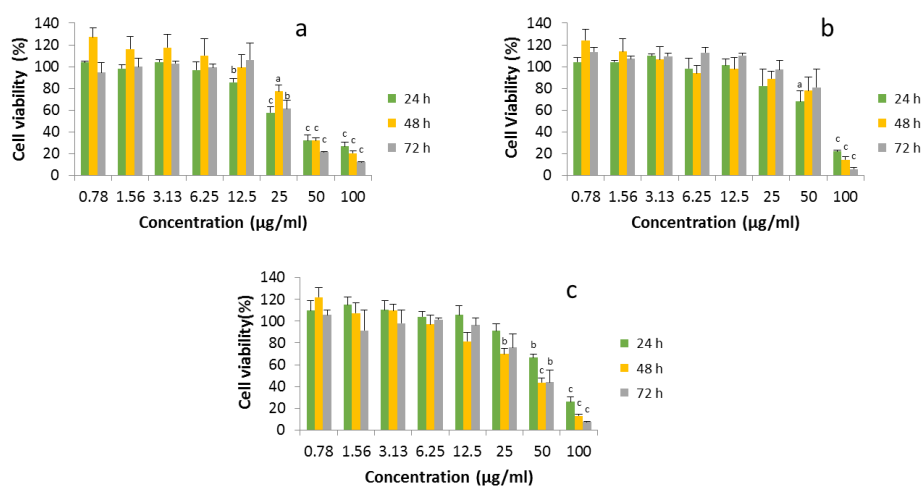 a
140
120
100
80
60
40
20
0
Cell viability (%)
b
c
a
c
b
c c
c
c
c
c
0.78 1.56 3.13 6.25 12.5 25 50 100
Concentration (µg/ml)
24 h
48 h
72 h
b
140
120
100
80
60
40
20
0
Cell Viability (%)
a
c
c
c
0.78 1.56 3.13 6.25 12.5 25 50 100
Concentration (µg/ml)
24 h
48 h
72 h
c
140
120
100
80
60
40
20
0
Cell viability(%)
b
b
c
b
c
c
c
0.78 1.56 3.13 6.25 12.5 25 50 100
Concentration (µg/ml)
24 h
48 h
72 h